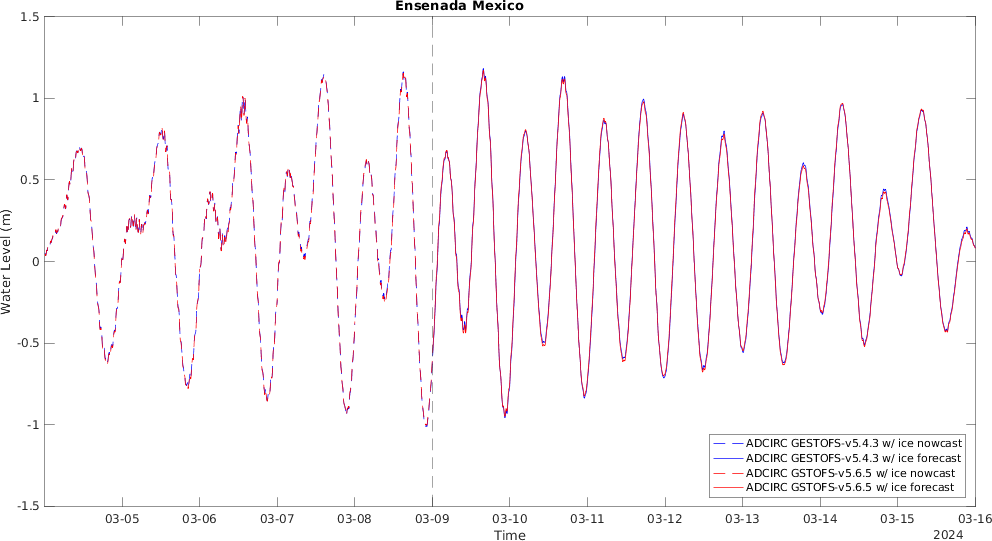 Ensenada Mexico
1.5
1
0.5
0
-0.5
-1
-1.5
Water Level (m)
03-05 03-06 03-07 03-08 03-09 03-10 03-11 03-12 03-13 03-14 03-15 03-16
Time
2024
ADCIRC GESTOFS-v5.4.3 w/ ice nowcast
ADCIRC GESTOFS-v5.4.3 w/ ice forecast
ADCIRC GSTOFS-v5.6.5 w/ ice nowcast
ADCIRC GSTOFS-v5.6.5 w/ ice forecast